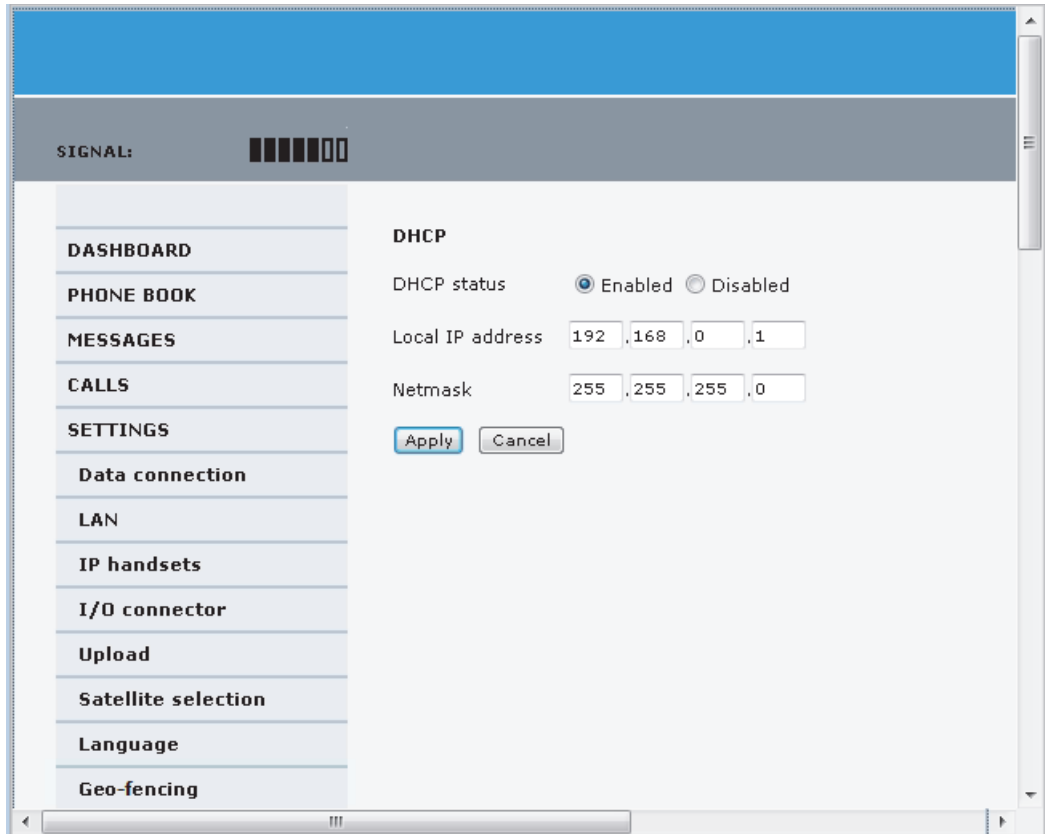 SIGNAL:
DASHBOARD
PHONE BOOK
MESSAGES
CALLS
SETTINGS
Data connection
LAN
IP handsets
I/O connector
Upload
Satellite selection
Language
Geo-fencing
DHCP
DHCP status Enabled Disabled
Local IP address 192 .168 .0 .1
Netmask 255 .255 .255 .0
Apply Cancel